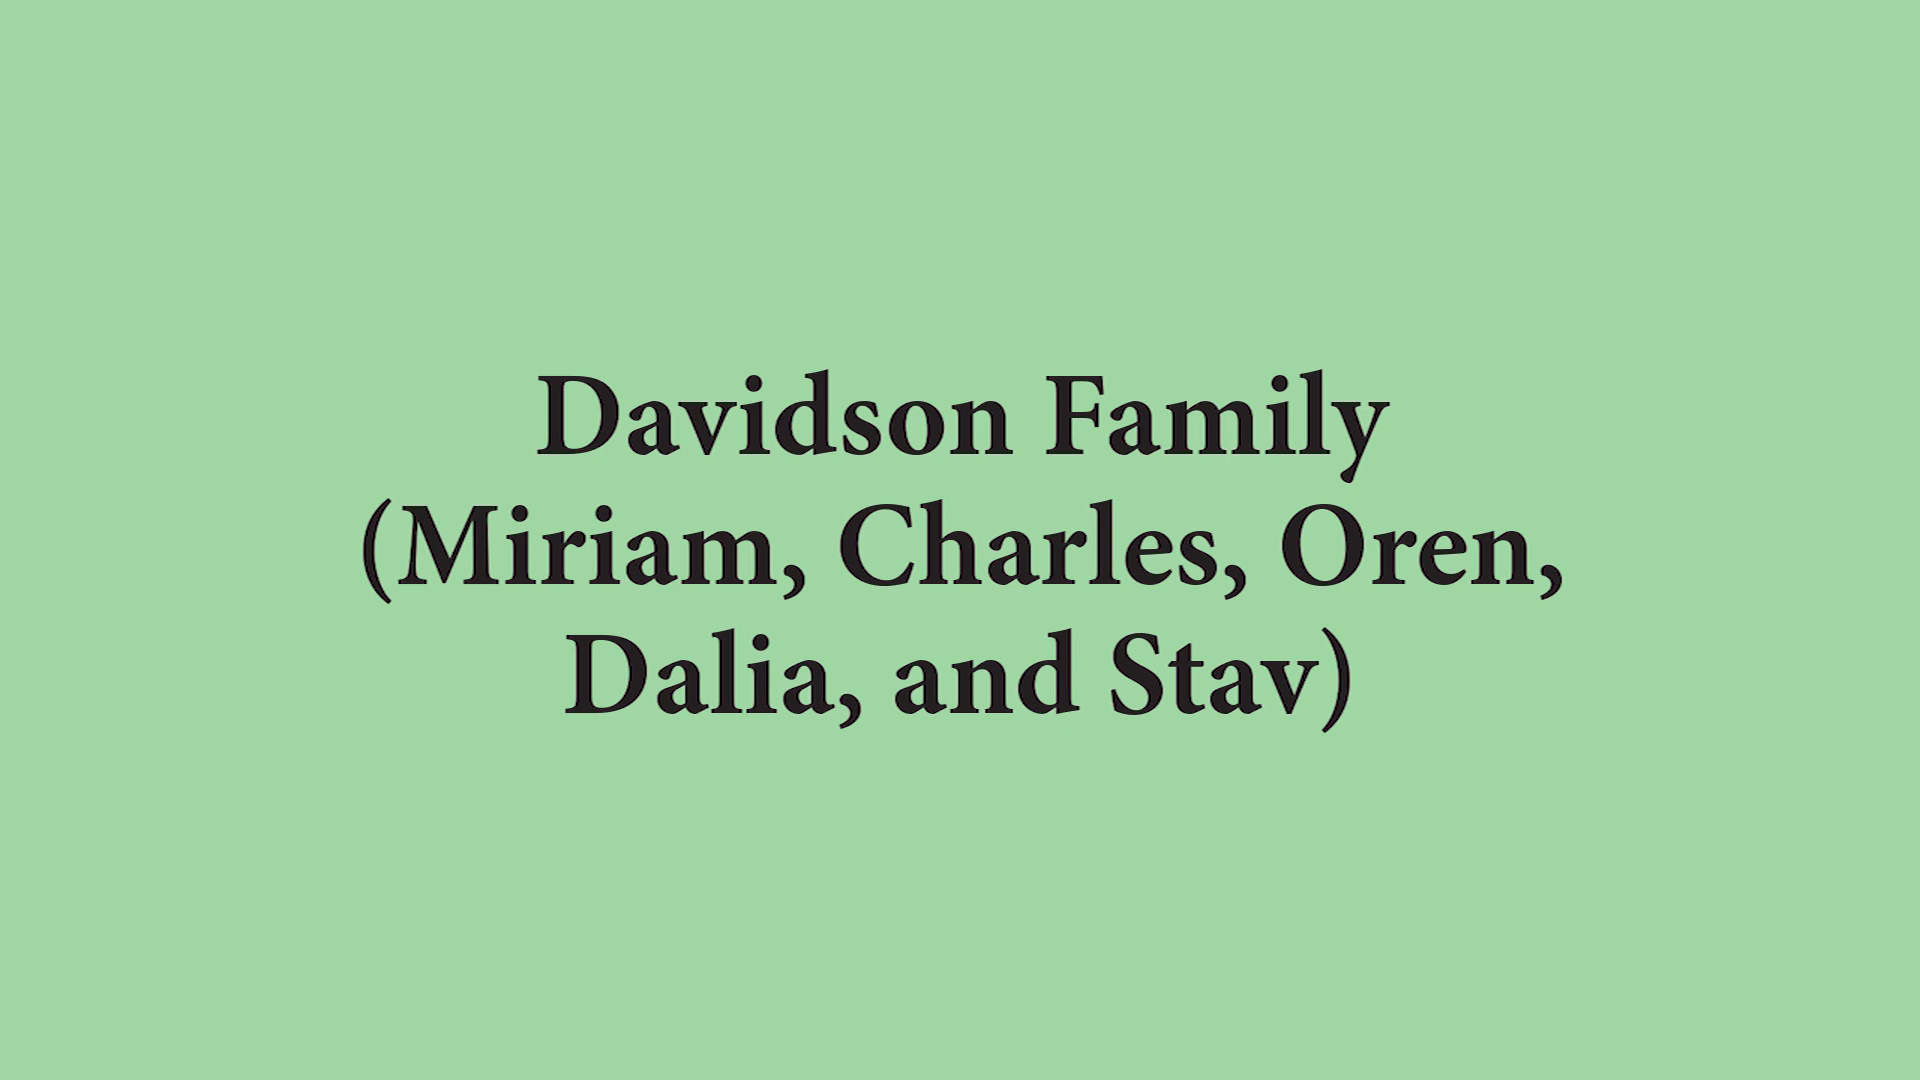 Davidson Family
(Miriam, Charles, Oren,
Dalia, and Stav)